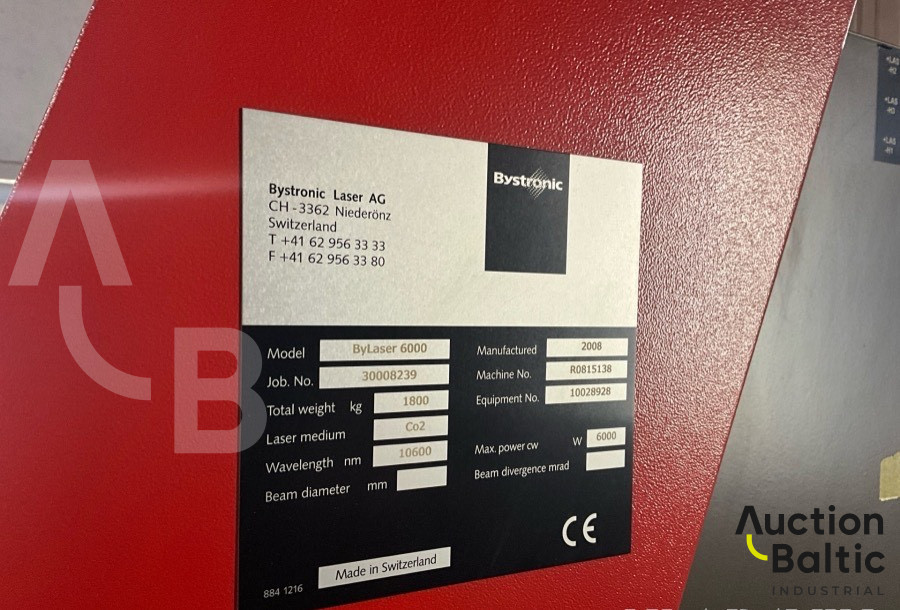 Bystronic Laser AG
CH-3362 Niederönz
Switzerland
T +41 62 956 33 33
F +41 62 956 33 80
Bystronic
Model ByLaser 6000
Job. No. 30008239
Total weight kg 1800
Laser medium Co2
Wavelength nm 10600
Beam diameter mm
Manufactured 2008
Machine No. R0815138
Equipment No. 10028928
Max. power cw W 6000
Beam divergence mrad
CE
Made in Switzerland
884 1216
AB
Auction
Baltic
INDUSTRIAL